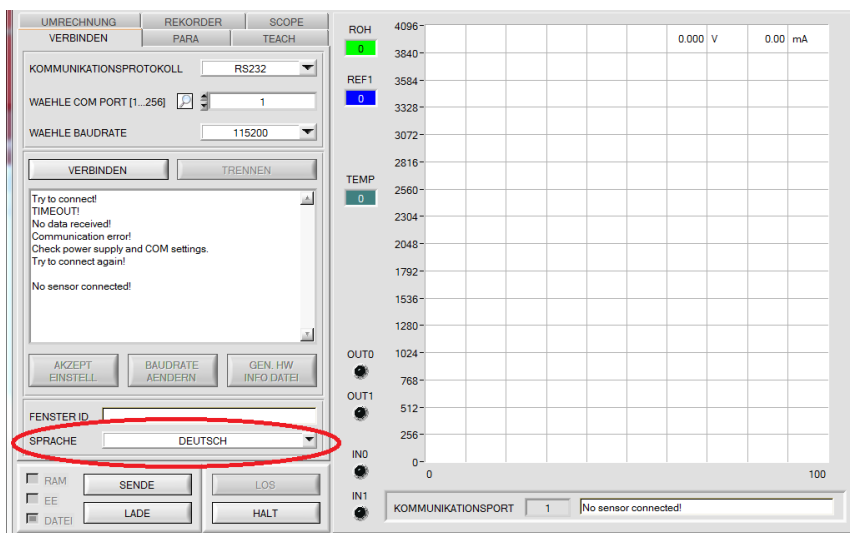 UMRECHNUNG REKORDER SCOPE
VERBINDEN PARA TEACH
KOMMUNIKATIONSPROTOKOLL RS232
WAEHLE COM PORT [1...256] 1
WAEHLE BAUDRATE 115200
VERBINDEN TRENNEN
Try to connect!
TIMEOUT!
No data received!
Communication error!
Check power supply and COM settings.
Try to connect again!
No sensor connected!
AKZEPT EINSTELL
BAUDRATE AENDERN
GEN. HW INFO DATEI
FENSTER ID
SPRACHE DEUTSCH
RAM
EE
DATEI
SENDE LOS
LADE HALT
ROH
0
REF1
0
TEMP
0
OUT0
OUT1
IN0
IN1
0.000 V 0.00 mA
4096
3840
3584
3328
3072
2816
2560
2304
2048
1792
1536
1280
1024
768
512
256
0
0 100
KOMMUNIKATIONSPORT 1 No sensor connected!